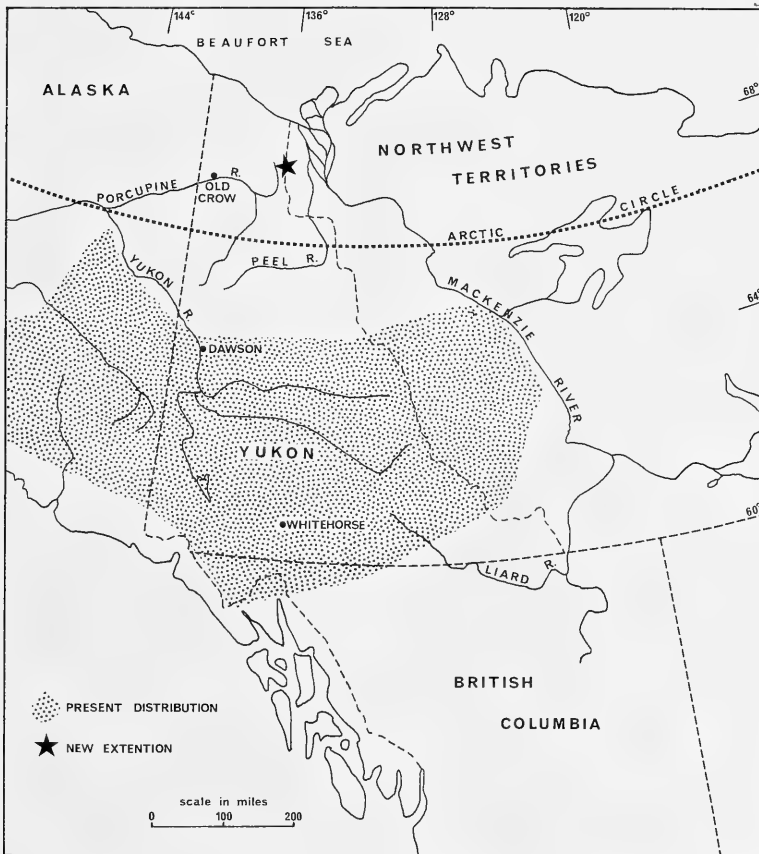 144°
136°
128°
120°
BEAUFORT SEA
ALASKA
68°
NORTHWEST
TERRITORIES
PORCUPINE R.
OLD
CROW
ARCTIC CIRCLE
PEEL R.
YUKON R.
MACKENZIE RIVER
64°
DAWSON
YUKON
WHITEHORSE
60°
LIARD R.
BRITISH
COLUMBIA
PRESENT DISTRIBUTION
NEW EXTENTION
scale in miles
0 100 200